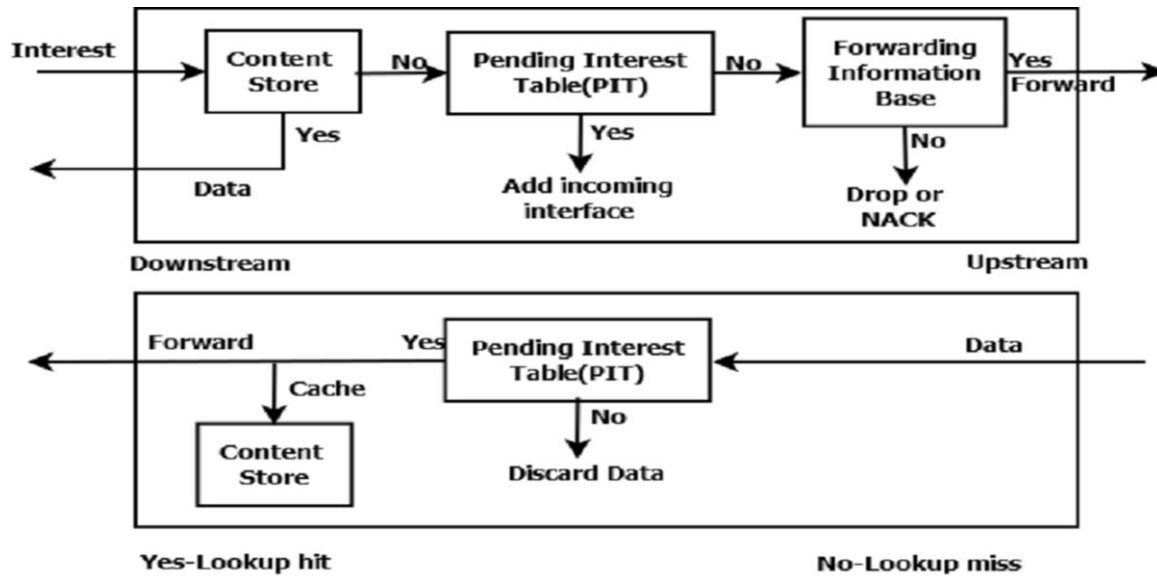 Interest
Content
Store
No
Pending Interest
Table(PIT)
No
Forwarding
Information
Base
Yes
Forward
Yes
Data
Yes
Add incoming
interface
No
Drop or
NACK
Downstream
Upstream
Forward
Yes
Pending Interest
Table(PIT)
Data
Cache
Content
Store
No
Discard Data
Yes-Lookup hit
No-Lookup miss